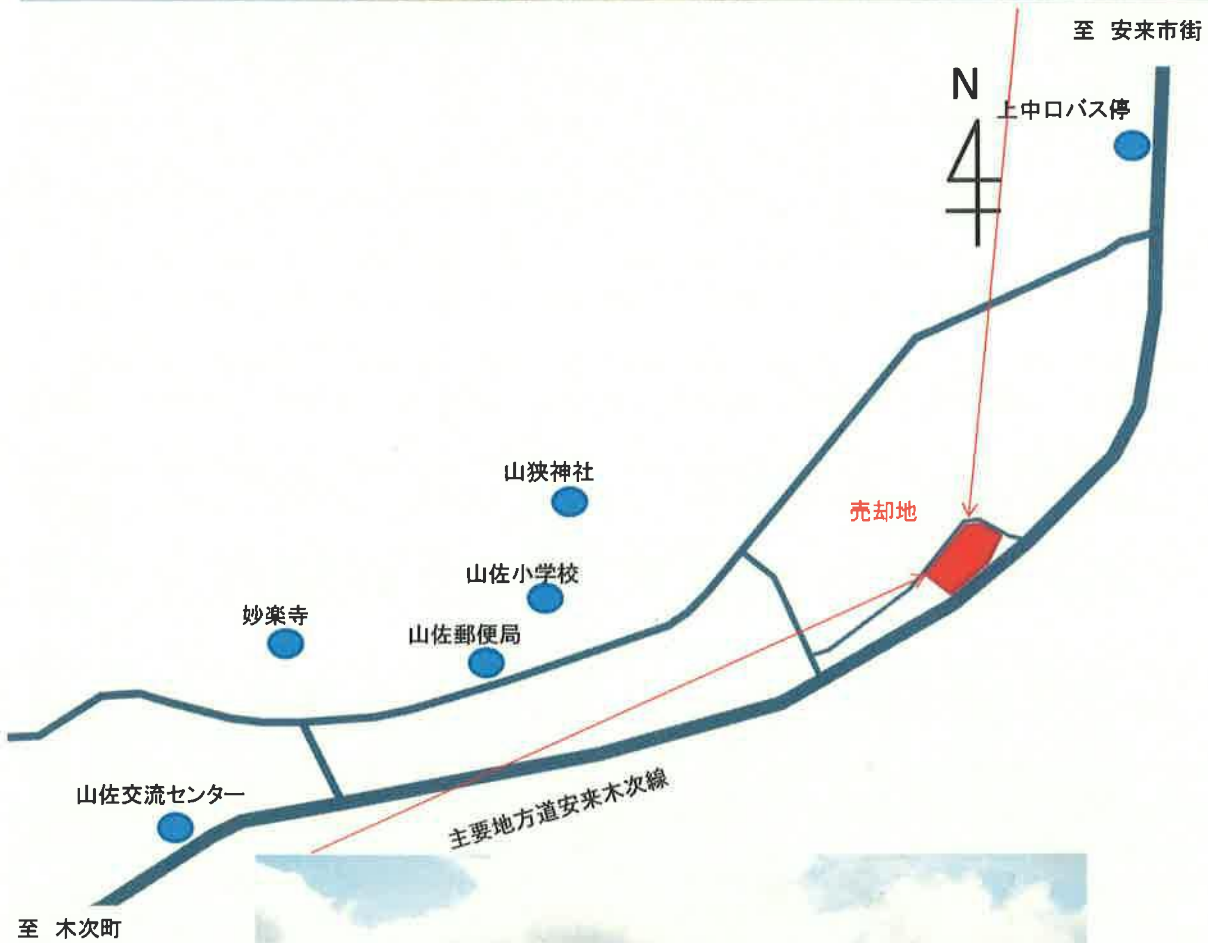 至 安来市街
N
上中口バス停
山狭神社
売却地
山佐小学校
妙楽寺
山佐郵便局
山佐交流センター
主要地方道安来木次線
至 木次町